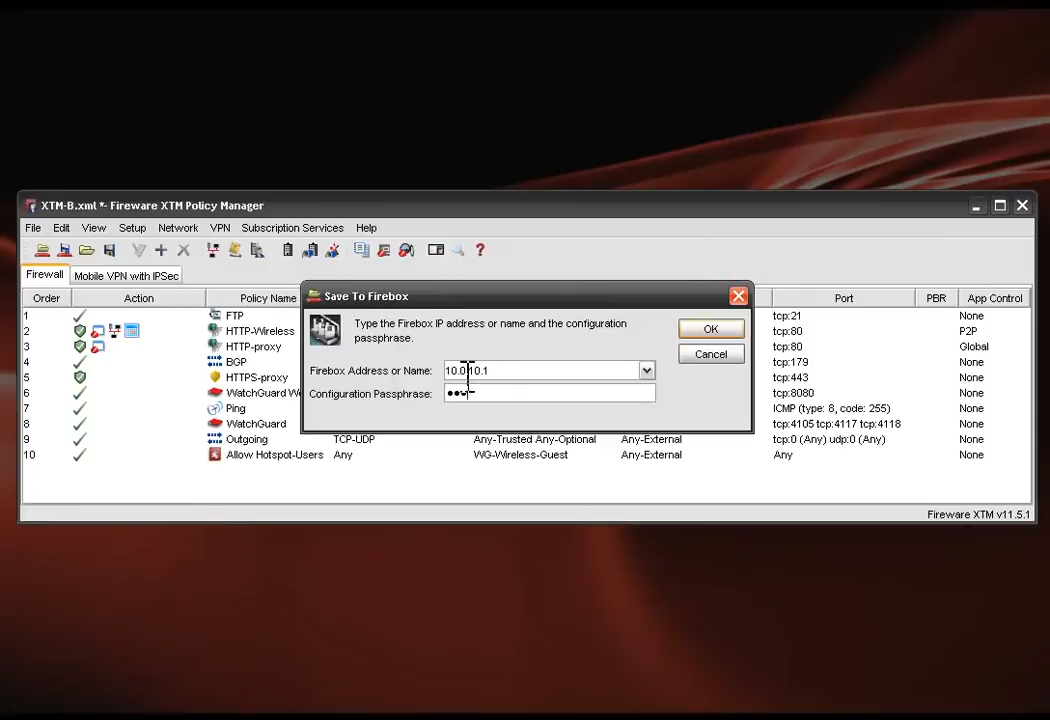 XTM-B.xml *- Fireware XTM Policy Manager
File Edit View Setup Network VPN Subscription Services Help
Firewall Mobile VPN with IPSec
Order Action Policy Name Port PBR App Control
1 FTP tcp:21 None
2 HTTP-Wireless tcp:80 P2P
3 HTTP-proxy tcp:80 Global
4 BGP tcp:179 None
5 HTTPS-proxy tcp:443 None
6 WatchGuard tcp:8080 None
7 Ping ICMP (type: 8, code: 255) None
8 WatchGuard tcp:4105 tcp:4117 tcp:4118 None
9 Outgoing TCP-UDP Any-Trusted Any-Optional Any-External tcp:0 (Any) udp:0 (Any) None
10 Allow Hotspot-Users Any WG-Wireless-Guest Any-External Any None
Save To Firebox
Type the Firebox IP address or name and the configuration
passphrase.
OK
Cancel
Firebox Address or Name: 10.0.10.1
Configuration Passphrase:
Fireware XTM v11.5.1